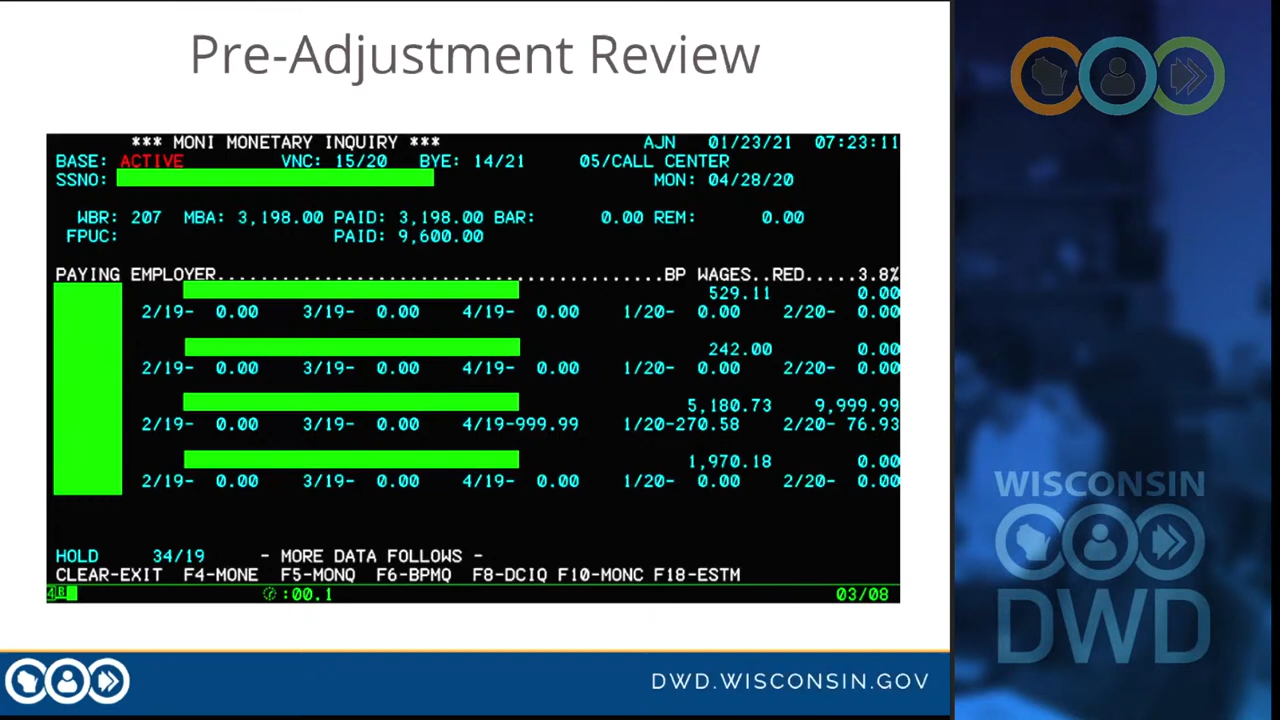 Pre-Adjustment Review
*** MONI MONETARY INQUIRY *** AJN 01/23/21 07:23:11
BASE: ACTIVE VNC: 15/20 BYE: 14/21 05/CALL CENTER
SSNO: MON: 04/28/20
WBR: 207 MBA: 3,198.00 PAID: 3,198.00 BAR: 0.00 REM: 0.00
FPUC: PAID: 9,600.00
PAYING EMPLOYER.............................................BP WAGES..RED.....3.8%
529.11 0.00
2/19- 0.00 3/19- 0.00 4/19- 0.00 1/20- 0.00 2/20- 0.00
242.00 0.00
2/19- 0.00 3/19- 0.00 4/19- 0.00 1/20- 0.00 2/20- 0.00
5,180.73 9,999.99
2/19- 0.00 3/19- 0.00 4/19-999.99 1/20-270.58 2/20- 76.93
1,970.18 0.00
2/19- 0.00 3/19- 0.00 4/19- 0.00 1/20- 0.00 2/20- 0.00
HOLD 34/19 - MORE DATA FOLLOWS -
CLEAR-EXIT F4-MONE F5-MONQ F6-BPMQ F8-DCIQ F10-MONC F18-ESTM
4B :00.1 03/08
DWD.WISCONSIN.GOV
WISCONSIN
DWD